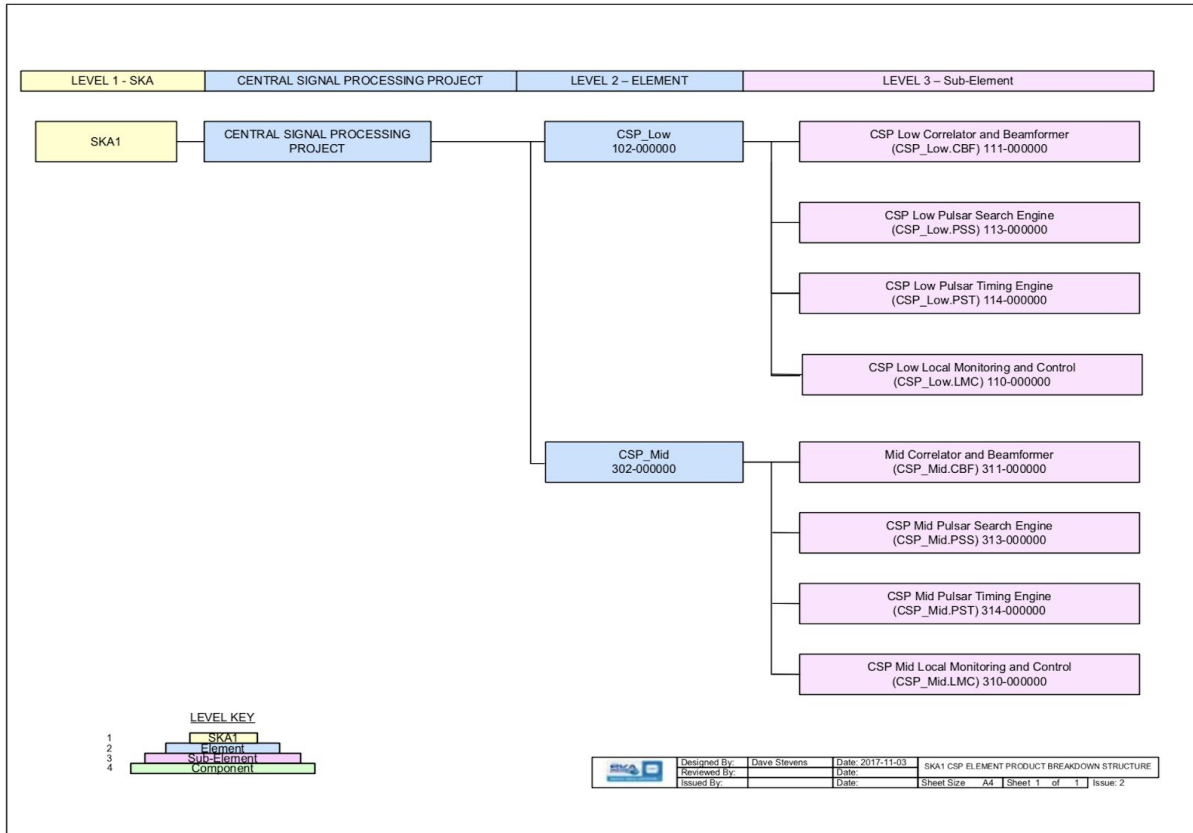 LEVEL 1 - SKA
CENTRAL SIGNAL PROCESSING PROJECT
LEVEL 2 – ELEMENT
LEVEL 3 – Sub-Element
SKA1
CENTRAL SIGNAL PROCESSING
PROJECT
CSP_Low
102-000000
CSP Low Correlator and Beamformer
(CSP_Low.CBF) 111-000000
CSP Low Pulsar Search Engine
(CSP_Low.PSS) 113-000000
CSP Low Pulsar Timing Engine
(CSP_Low.PST) 114-000000
CSP Low Local Monitoring and Control
(CSP_Low.LMC) 110-000000
CSP_Mid
302-000000
Mid Correlator and Beamformer
(CSP_Mid.CBF) 311-000000
CSP Mid Pulsar Search Engine
(CSP_Mid.PSS) 313-000000
CSP Mid Pulsar Timing Engine
(CSP_Mid.PST) 314-000000
CSP Mid Local Monitoring and Control
(CSP_Mid.LMC) 310-000000
LEVEL KEY
1 SKA1
2 Element
3 Sub-Element
4 Component
Designed By: Dave Stevens Date: 2017-11-03
Reviewed By: Date:
Issued By: Date:
SKA1 CSP ELEMENT PRODUCT BREAKDOWN STRUCTURE
Sheet Size A4 Sheet 1 of 1 Issue: 2